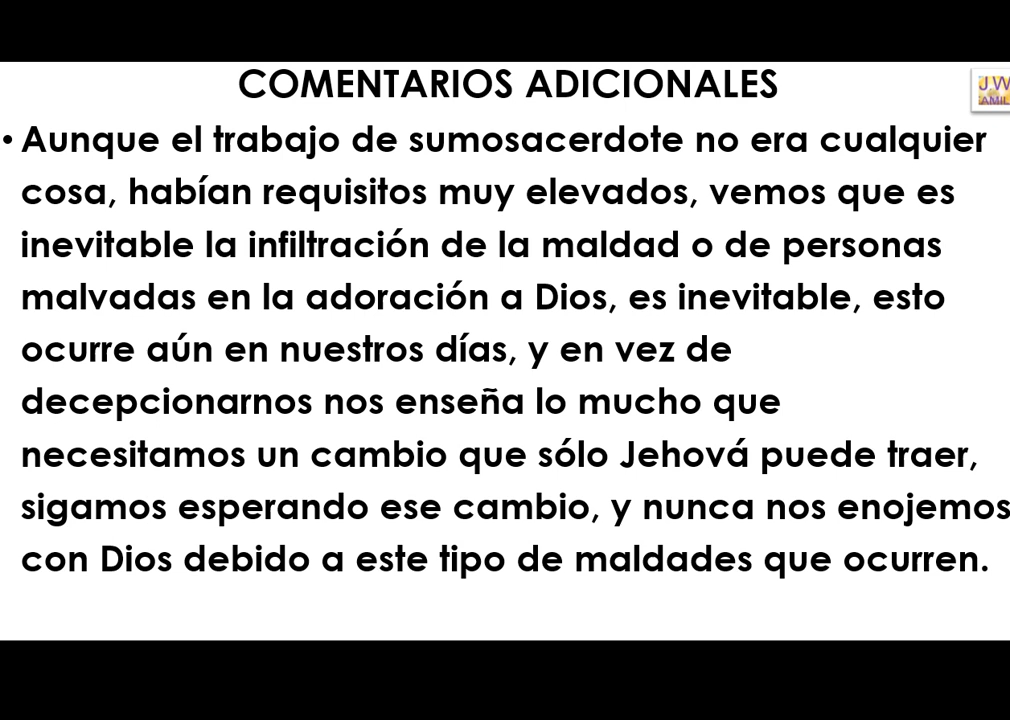 COMENTARIOS ADICIONALES
• Aunque el trabajo de sumosacerdote no era cualquier
cosa, habían requisitos muy elevados, vemos que es
inevitable la infiltración de la maldad o de personas
malvadas en la adoración a Dios, es inevitable, esto
ocurre aún en nuestros días, y en vez de
decepcionarnos nos enseña lo mucho que
necesitamos un cambio que sólo Jehová puede traer,
sigamos esperando ese cambio, y nunca nos enojemos
con Dios debido a este tipo de maldades que ocurren.
JW